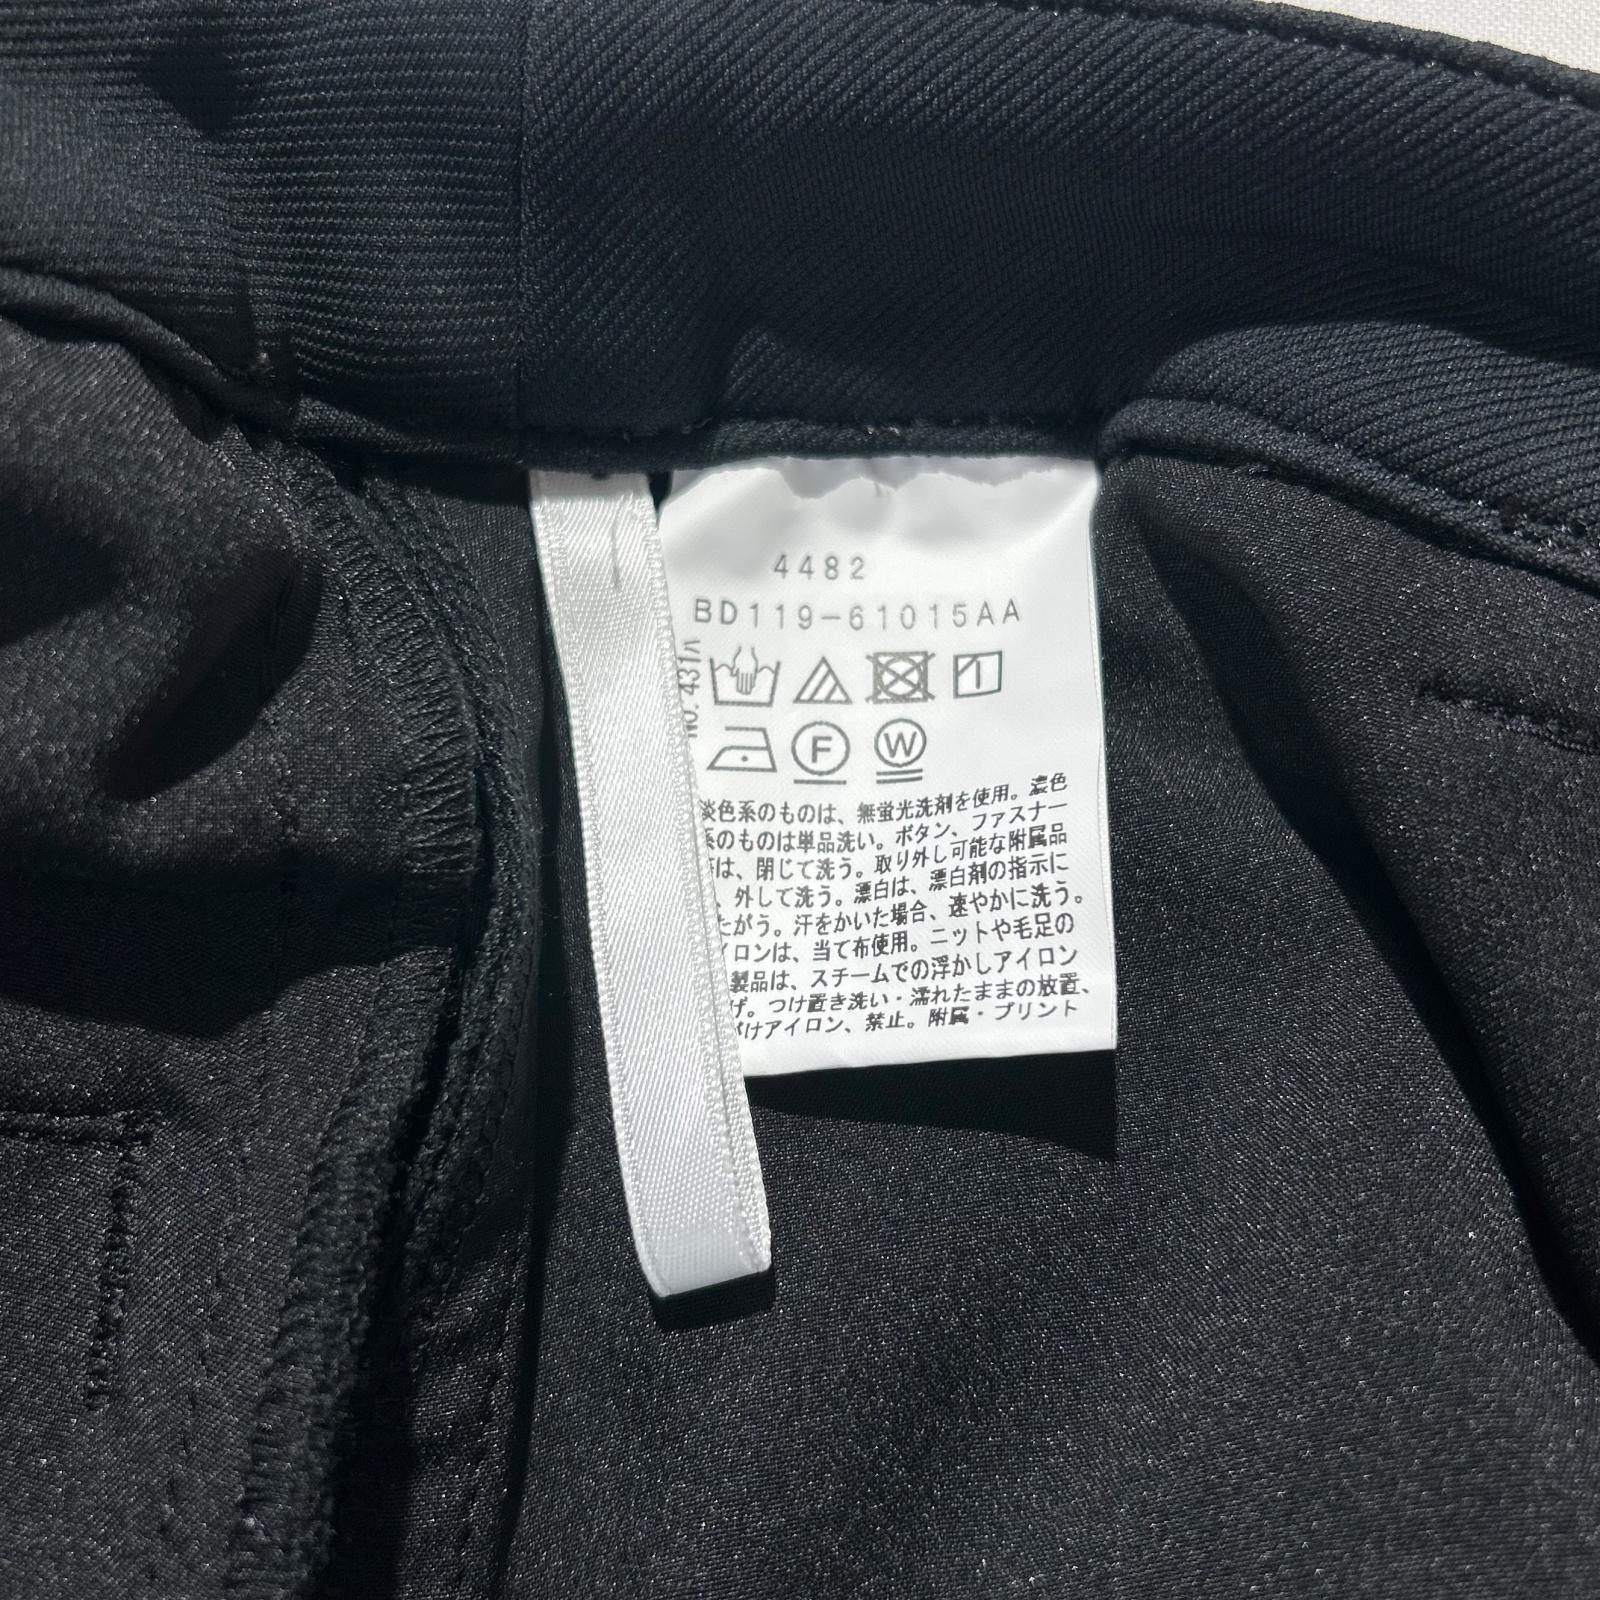 4482
BD119-61015AA
No.431
F W
淡色系のものは、無蛍光洗剤を使用。濃色
系のものは単品洗い。ボタン、ファスナー
は、閉じて洗う。取り外し可能な附属品
、外して洗う。漂白は、漂白剤の指示に
たがう。汗をかいた場合、速やかに洗う。
イロンは、当て布使用。ニットや毛足の
製品は、スチームでの浮かしアイロン
げ。つけ置き洗い・濡れたままの放置、
がけアイロン、禁止。附属・プリント